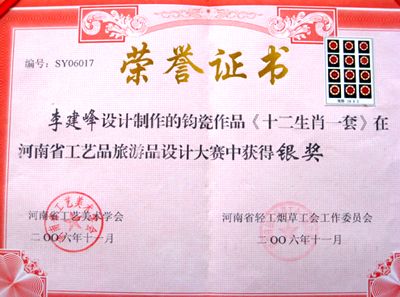 编号：SY06017
荣誉证书
李建峰设计制作的钧瓷作品《十二生肖一套》在
河南省工艺品旅游品设计大赛中获得银奖
河南省工艺美术学会
河南省轻工烟草工会工作委员会
二OO六年十一月
二OO六年十一月